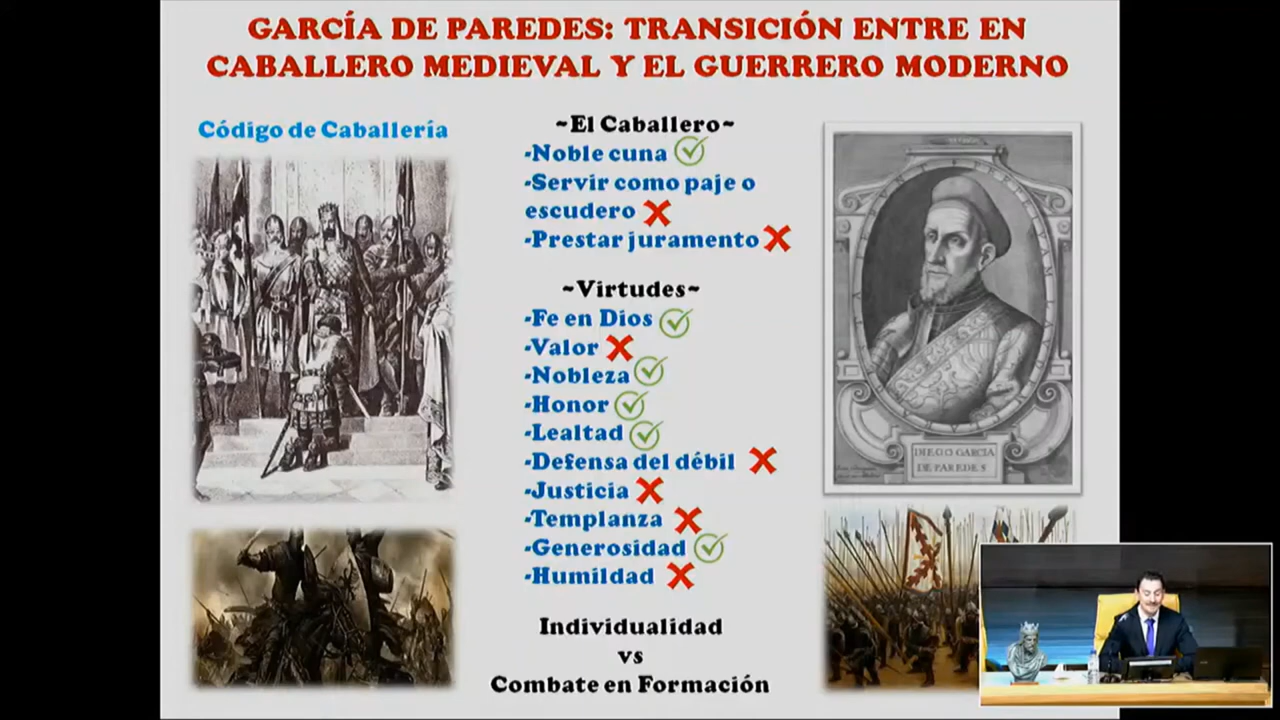 GARCÍA DE PAREDES: TRANSICIÓN ENTRE EN
CABALLERO MEDIEVAL Y EL GUERRERO MODERNO
Código de Caballería
~El Caballero~
-Noble cuna
-Servir como paje o
escudero
-Prestar juramento
~Virtudes~
-Fe en Dios
-Valor
-Nobleza
-Honor
-Lealtad
-Defensa del débil
-Justicia
-Templanza
-Generosidad
-Humildad
Individualidad
vs
Combate en Formación
DIEGO GARCIA
DE PAREDES